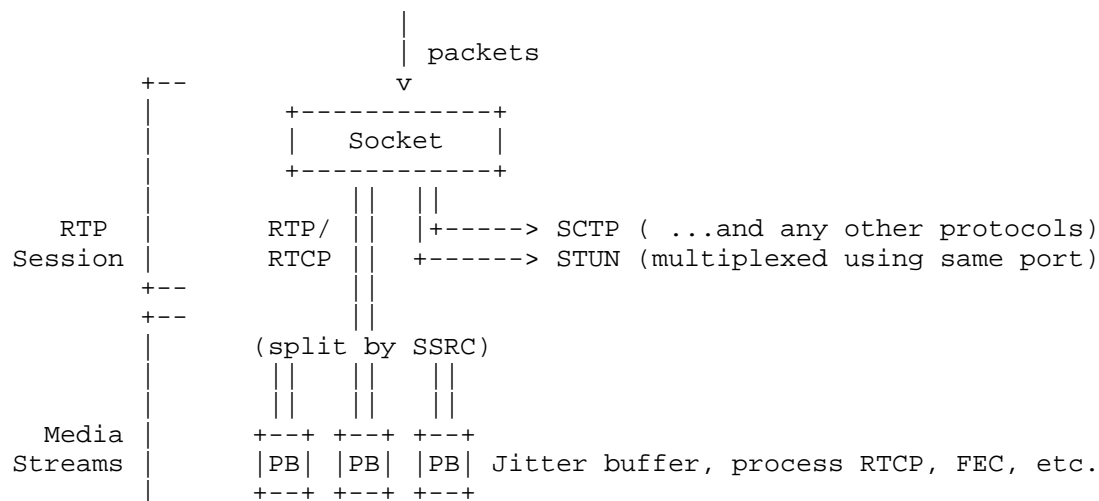 packets
Socket
RTP/ +-----> SCTP ( ...and any other protocols)
RTP
Session RTCP +------> STUN (multiplexed using same port)
(split by SSRC)
Media
Streams |PB| |PB| |PB| Jitter buffer, process RTCP, FEC, etc.